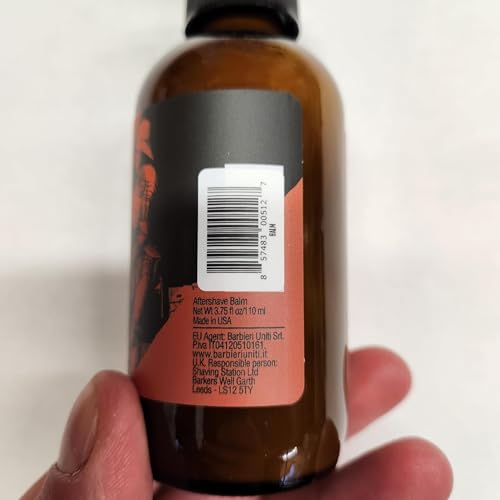 8 57483 00512 7
BALM
Aftershave Balm
Net Wt 3.75 fl oz/110 ml
Made in USA
EU Agent: Barbieri Uniti Srl.
P.iva IT04120510161,
www.barbieriuniti.it
U.K. Responsible person:
Shaving Station Ltd
Barkers Well Garth
Leeds - LS12 5TY